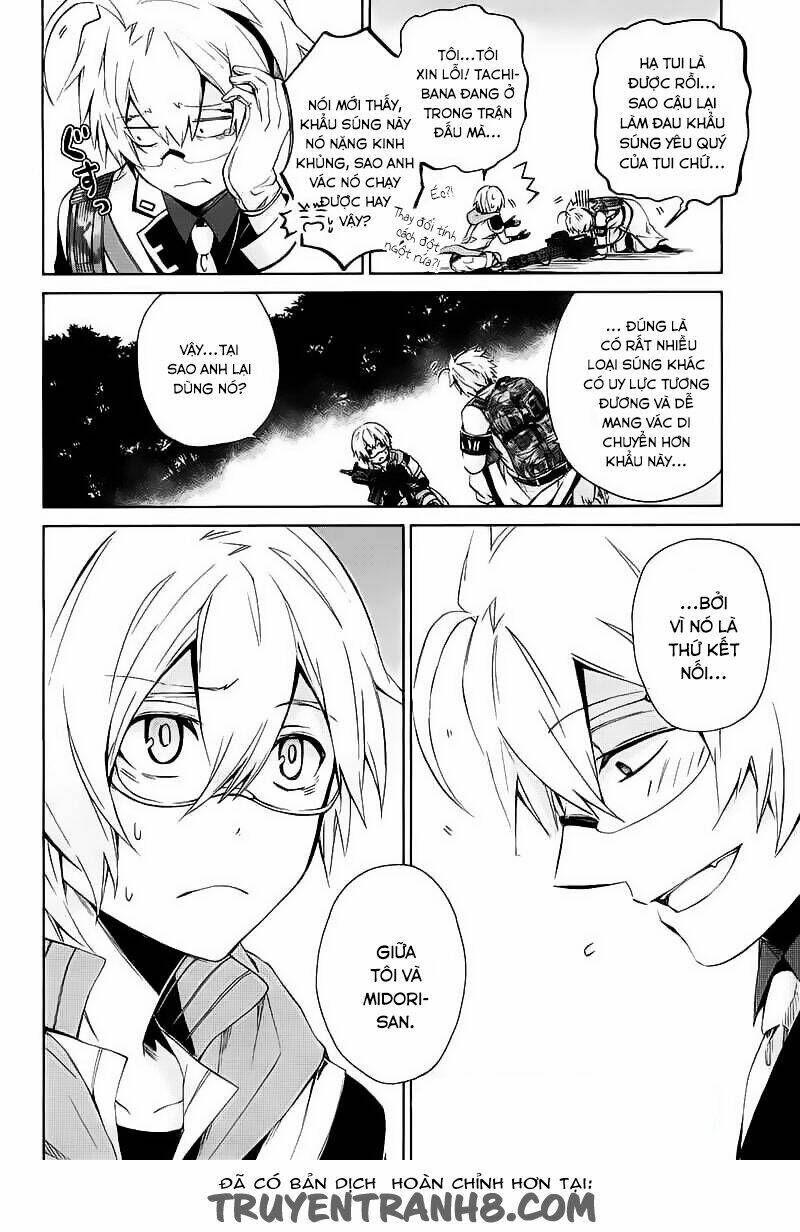 HẠ TUI LÀ
ĐƯỢC RỒI...
SAO CẬU LẠI
LÀM ĐAU KHẨU
SÚNG YÊU QUÝ
CỦA TUI CHỨ...
TÔI...TÔI
XIN LỖI! TACHI-
BANA ĐANG Ở
TRONG TRẬN
ĐẤU MÀ...
Éc?!
Thay đổi tính
cách đột
ngột nữa?!
NÓI MỚI THẤY,
KHẨU SÚNG NÀY
NÓ NẶNG KINH
KHỦNG, SAO ANH
VÁC NÓ CHẠY
ĐƯỢC HAY
VẬY?
ぐすっ
... ĐÚNG LÀ
CÓ RẤT NHIỀU
LOẠI SÚNG KHÁC
CÓ UY LỰC TƯƠNG
ĐƯƠNG VÀ DỄ
MANG VÁC DI
CHUYỂN HƠN
KHẨU NÀY...
VẬY...TẠI
SAO ANH LẠI
DÙNG NÓ?
...BỞI
VÌ NÓ LÀ
THỨ KẾT
NỐI...
GIỮA
TÔI VÀ
MIDORI-
SAN.
ĐÃ CÓ BẢN DỊCH HOÀN CHỈNH HƠN TẠI:
TRUYENTRANH8.COM